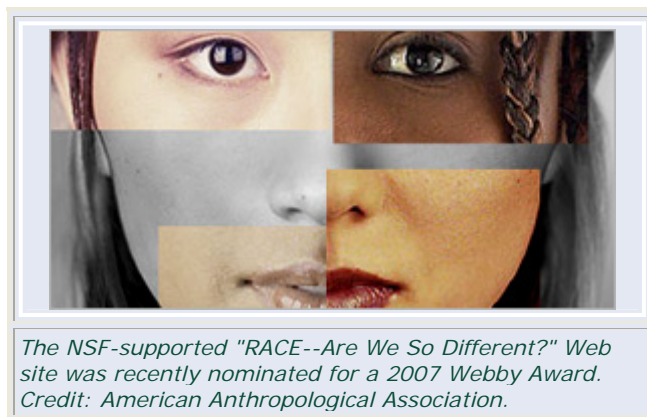 The NSF-supported "RACE--Are We So Different?" Web
site was recently nominated for a 2007 Webby Award.
Credit: American Anthropological Association.